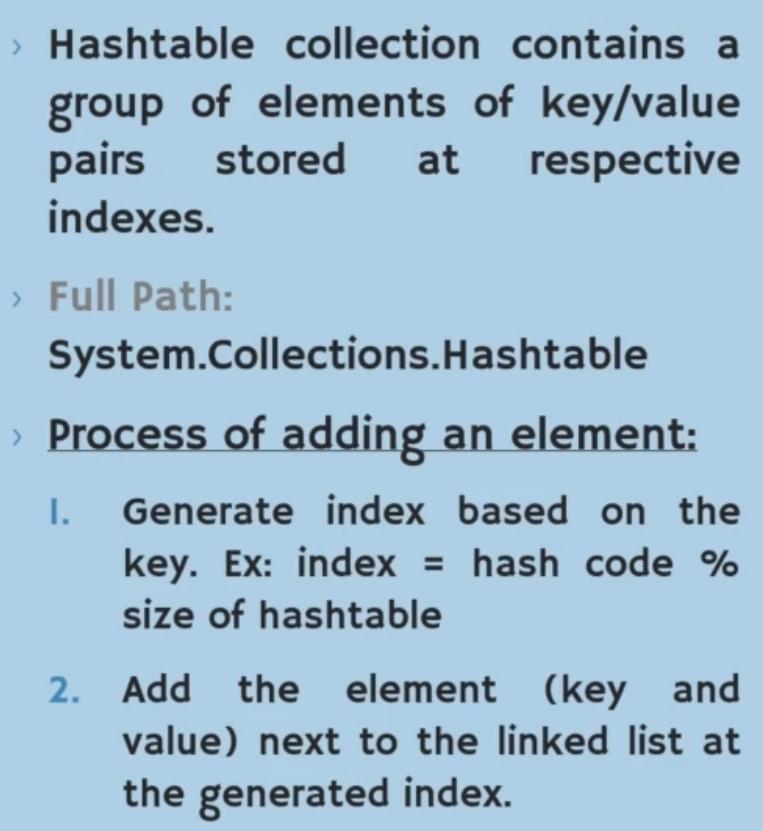 › Hashtable collection contains a
group of elements of key/value
pairs stored at respective
indexes.
› Full Path:
System.Collections.Hashtable
› Process of adding an element:
1. Generate index based on the
key. Ex: index = hash code %
size of hashtable
2. Add the element (key and
value) next to the linked list at
the generated index.